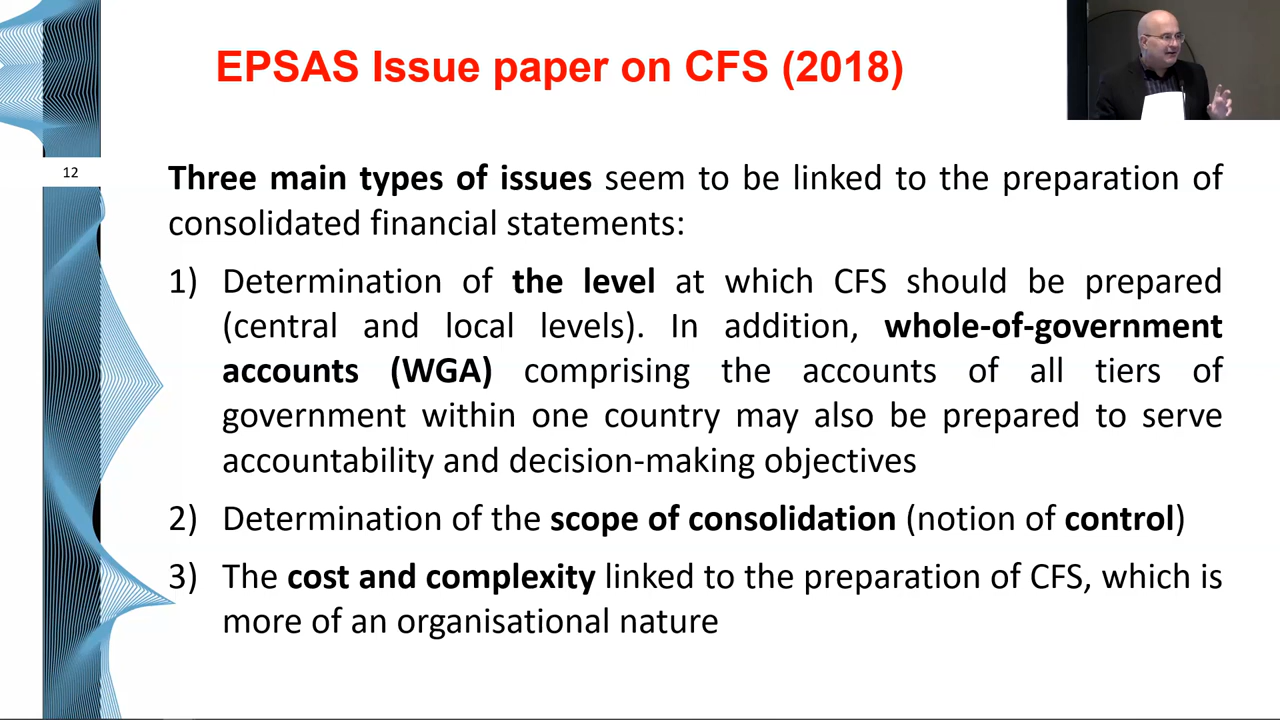 EPSAS Issue paper on CFS (2018)
12
Three main types of issues seem to be linked to the preparation of
consolidated financial statements:
1) Determination of the level at which CFS should be prepared
(central and local levels). In addition, whole-of-government
accounts (WGA) comprising the accounts of all tiers of
government within one country may also be prepared to serve
accountability and decision-making objectives
2) Determination of the scope of consolidation (notion of control)
3) The cost and complexity linked to the preparation of CFS, which is
more of an organisational nature